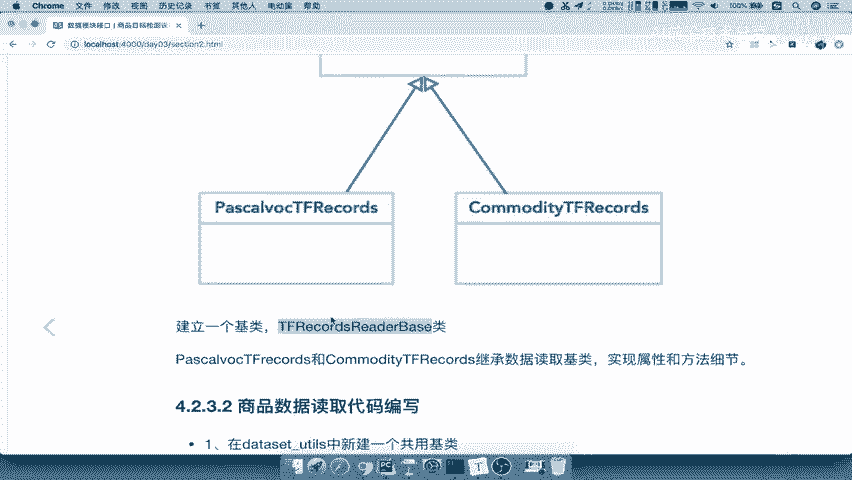 Chrome 文件 修改 视图 历史记录 书签 其他人 电动脑 帮助
100%
数据模块接口 | 商品目标检测训
localhost:4000/day03/section2.html
PascalvocTFRecords
CommodityTFRecords
建立一个基类，TFRecordsReaderBase类
PascalvocTFrecords和CommodityTFRecords继承数据读取基类，实现属性和方法细节。
4.2.3.2 商品数据读取代码编写
• 1、在dataset_utils中新建一个共用基类